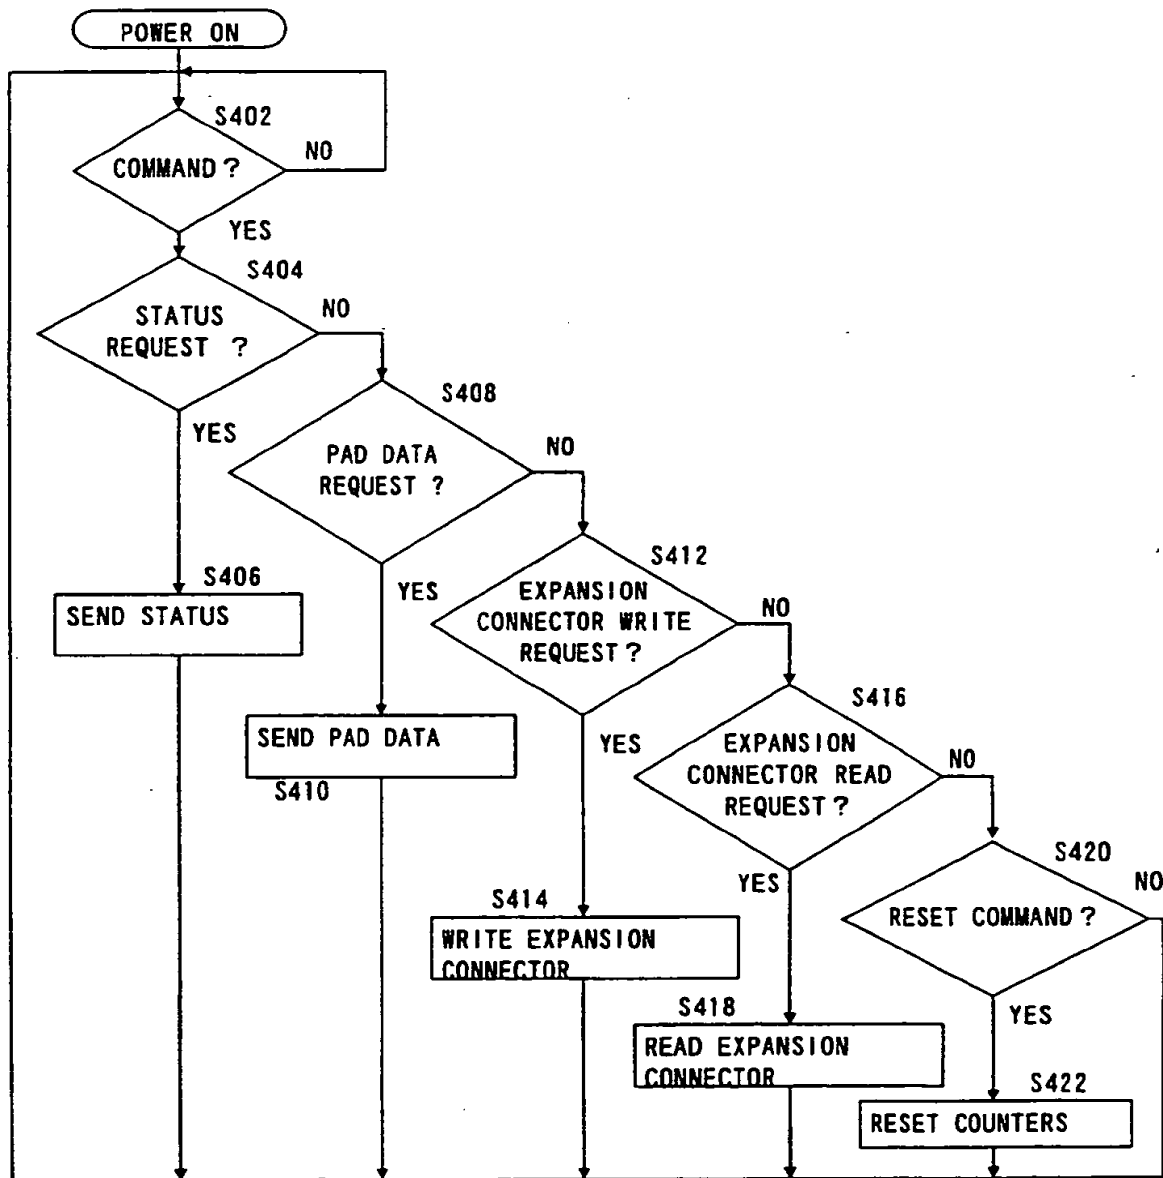 POWER ON
S402
COMMAND?
NO
YES
S404
STATUS
REQUEST ?
NO
YES
S408
PAD DATA
REQUEST ?
NO
YES
S406
SEND STATUS
S412
EXPANSION
CONNECTOR WRITE
REQUEST?
NO
YES
SEND PAD DATA
S410
S416
EXPANSION
CONNECTOR READ
REQUEST?
NO
YES
S414
WRITE EXPANSION
CONNECTOR
S420
RESET COMMAND?
NO
YES
S418
READ EXPANSION
CONNECTOR
S422
RESET COUNTERS